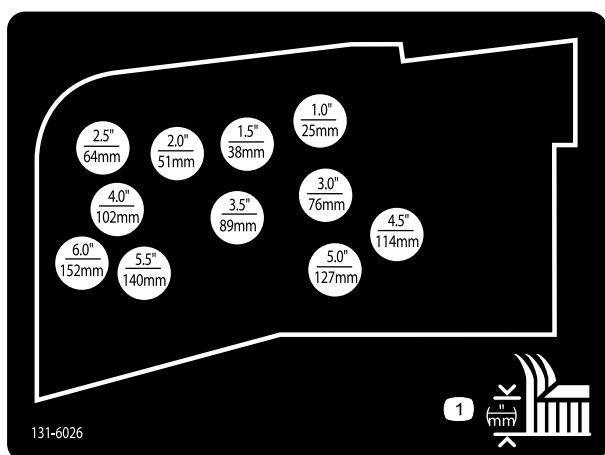 1.0"
25mm
2.5"
64mm
2.0"
51mm
1.5"
38mm
4.0"
102mm
3.5"
89mm
3.0"
76mm
4.5"
114mm
6.0"
152mm
5.5"
140mm
5.0"
127mm
1
"
(mm)
131-6026